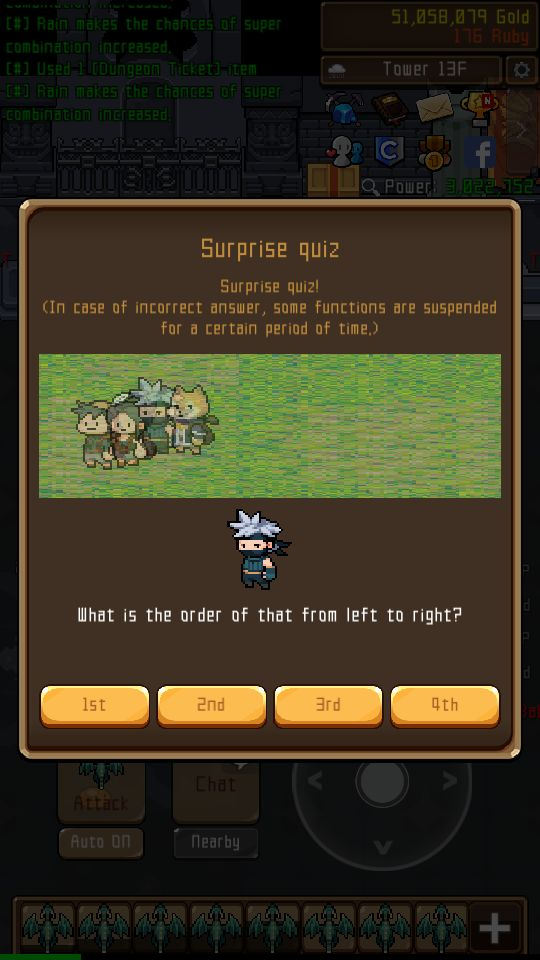 combination increased.
[#] Rain makes the chances of super
combination increased.
[#] Used 1 [Dungeon Ticket] item
[#] Rain makes the chances of super
combination increased.
51,058,079 Gold
176 Ruby
Tower 13F
N
C
f
Power: 3,022,752
Surprise quiz
Surprise quiz!
(In case of incorrect answer, some functions are suspended
for a certain period of time.)
What is the order of that from left to right?
1st
2nd
3rd
4th
Attack
Chat
Auto ON
Nearby